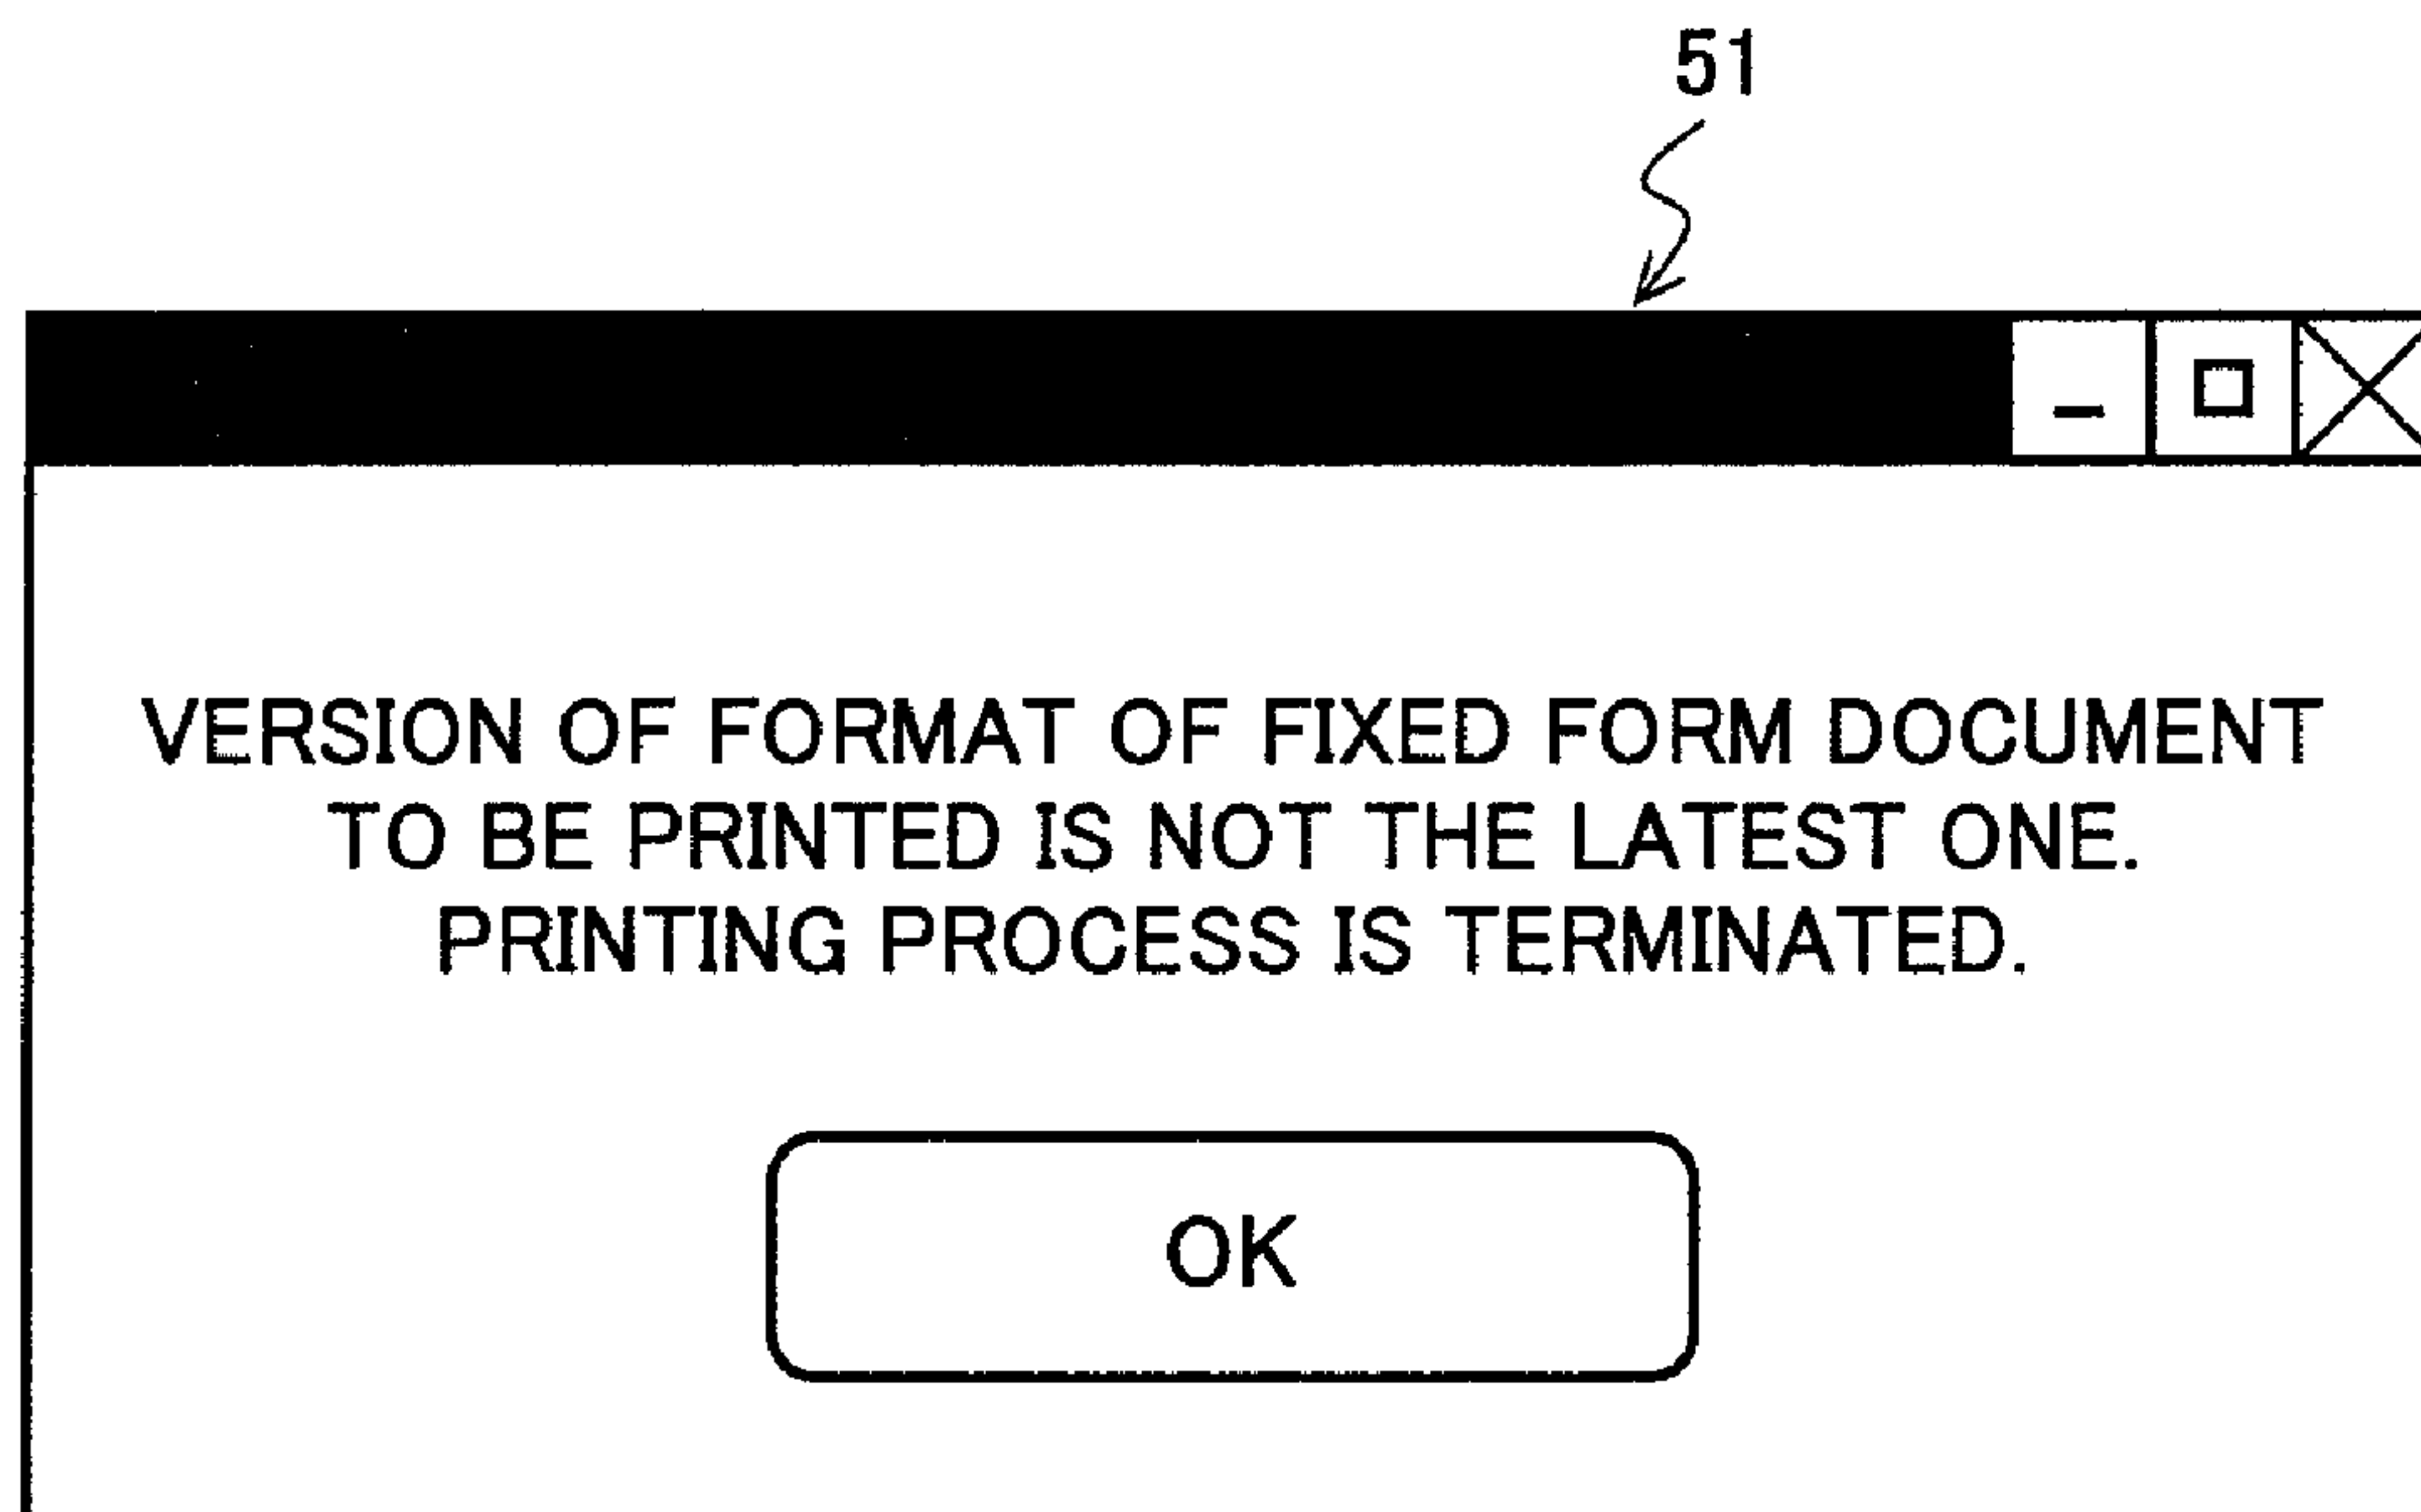 51
VERSION OF FORMAT OF FIXED FORM DOCUMENT
TO BE PRINTED IS NOT THE LATEST ONE.
PRINTING PROCESS IS TERMINATED.
OK